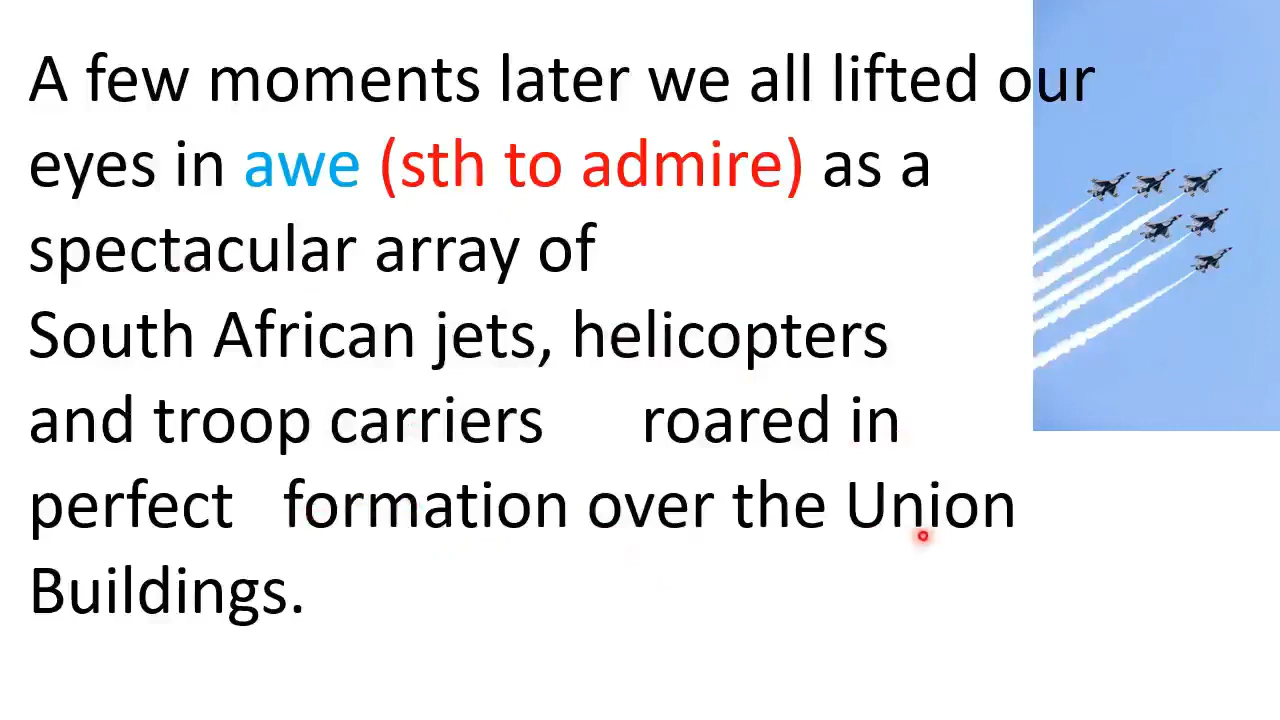 A few moments later we all lifted our
eyes in awe (sth to admire) as a
spectacular array of
South African jets, helicopters
and troop carriers roared in
perfect formation over the Union
Buildings.